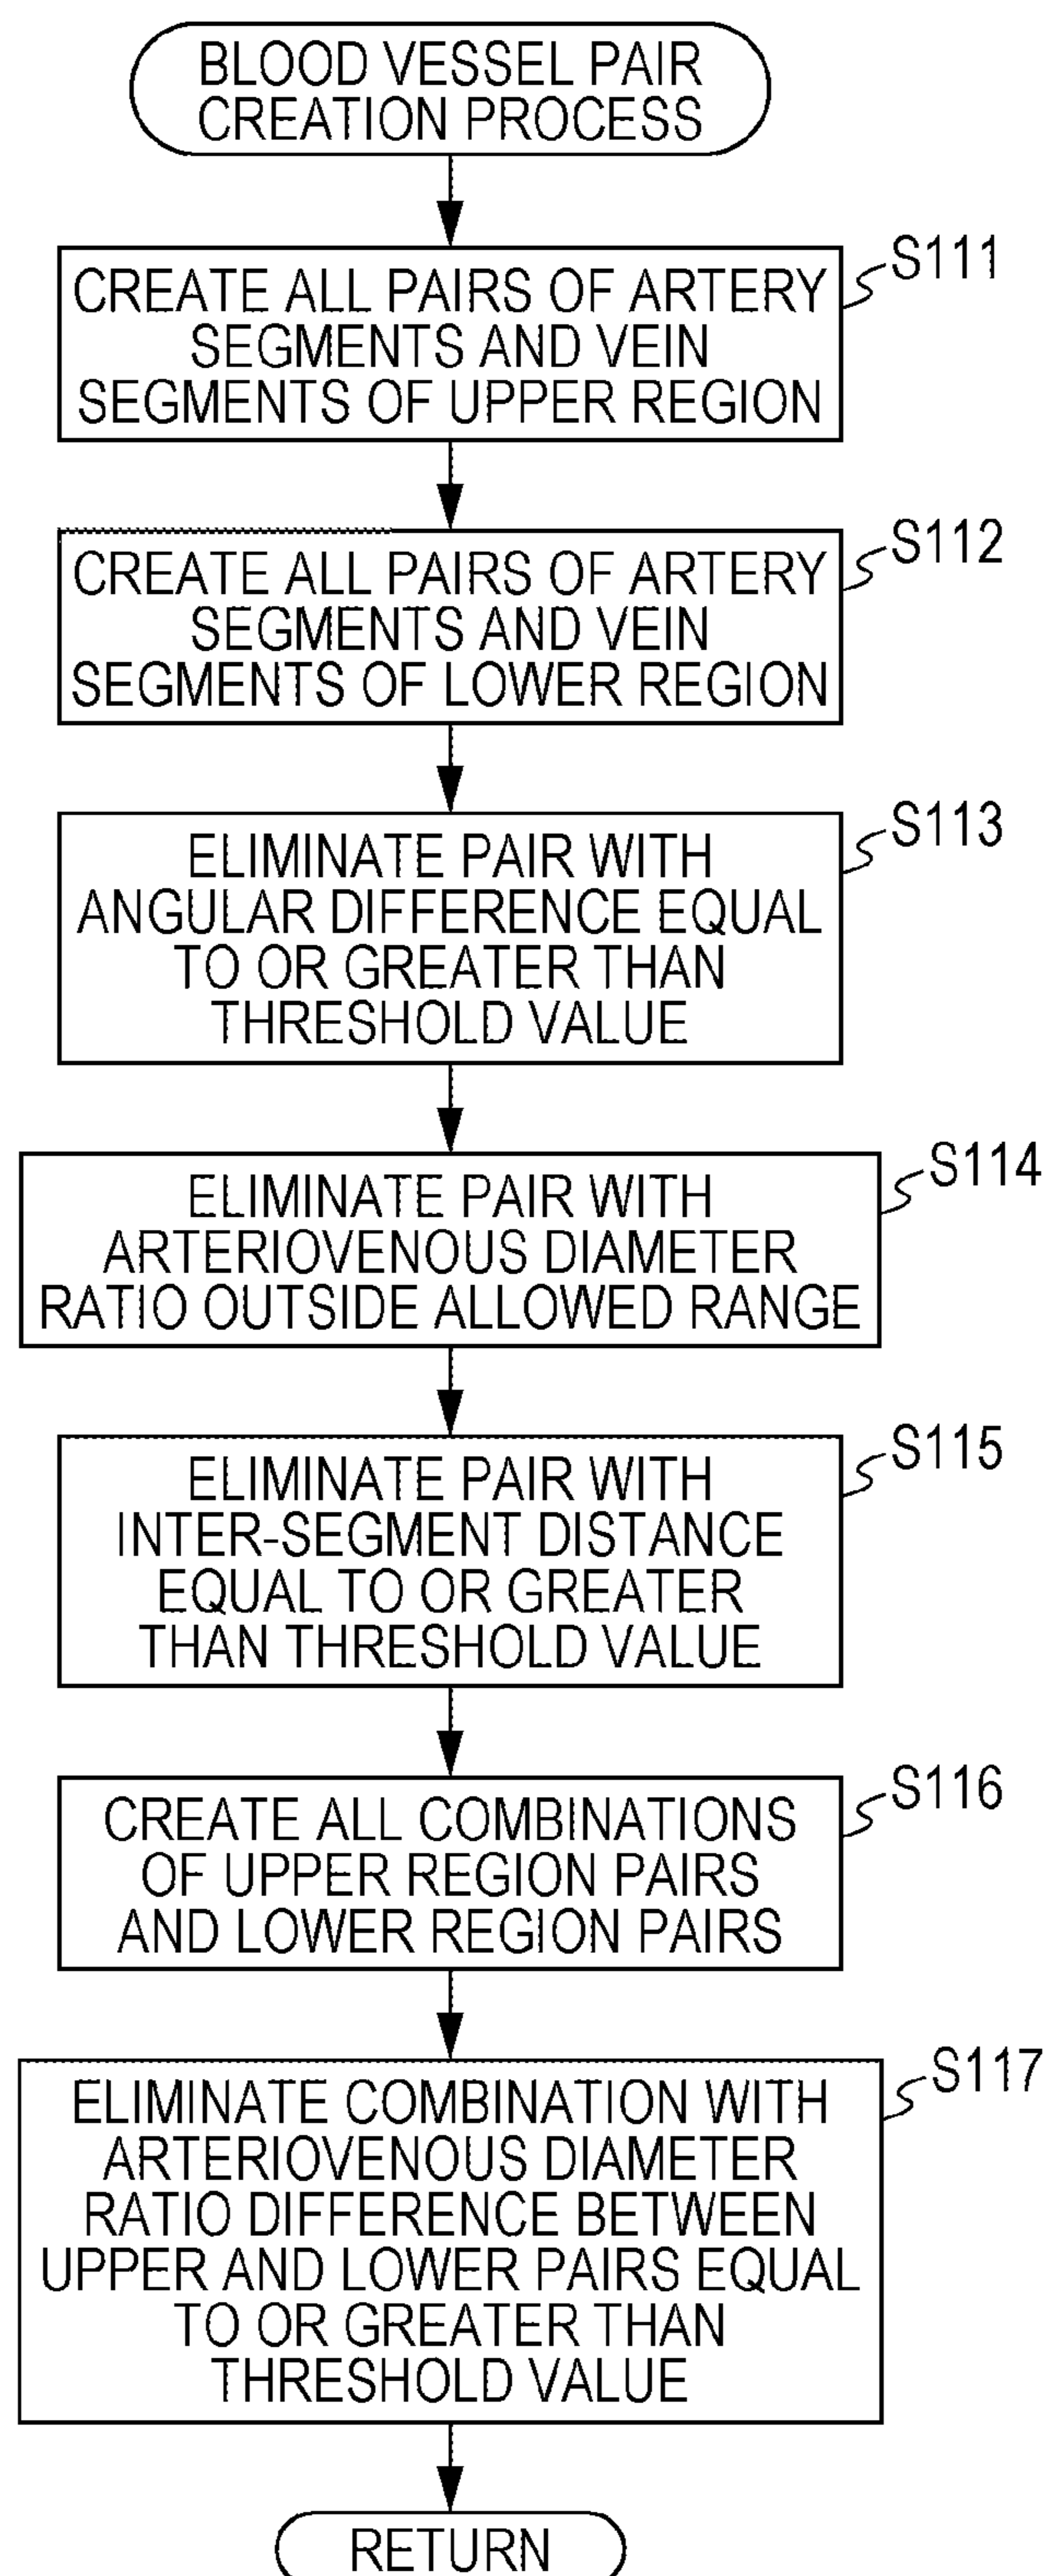 BLOOD VESSEL PAIR
CREATION PROCESS
S111
CREATE ALL PAIRS OF ARTERY
SEGMENTS AND VEIN
SEGMENTS OF UPPER REGION
S112
CREATE ALL PAIRS OF ARTERY
SEGMENTS AND VEIN
SEGMENTS OF LOWER REGION
S113
ELIMINATE PAIR WITH
ANGULAR DIFFERENCE EQUAL
TO OR GREATER THAN
THRESHOLD VALUE
S114
ELIMINATE PAIR WITH
ARTERIOVENOUS DIAMETER
RATIO OUTSIDE ALLOWED RANGE
S115
ELIMINATE PAIR WITH
INTER-SEGMENT DISTANCE
EQUAL TO OR GREATER
THAN THRESHOLD VALUE
S116
CREATE ALL COMBINATIONS
OF UPPER REGION PAIRS
AND LOWER REGION PAIRS
S117
ELIMINATE COMBINATION WITH
ARTERIOVENOUS DIAMETER
RATIO DIFFERENCE BETWEEN
UPPER AND LOWER PAIRS EQUAL
TO OR GREATER THAN
THRESHOLD VALUE
RETURN